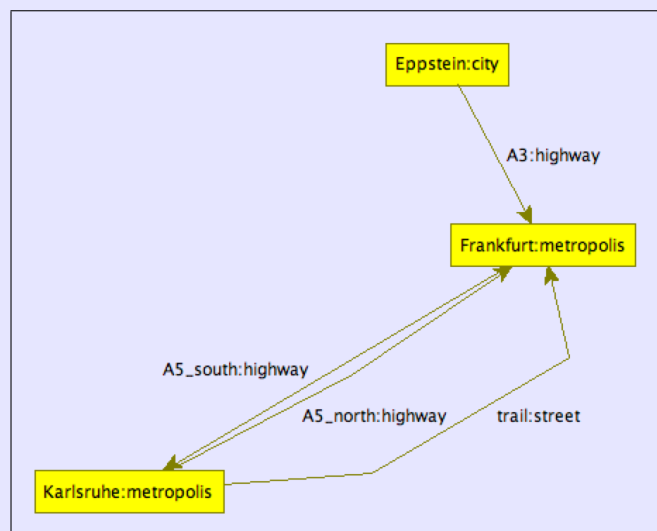 Eppstein:city
A3:highway
Frankfurt:metropolis
A5_south:highway
A5_north:highway
trail:street
Karlsruhe:metropolis